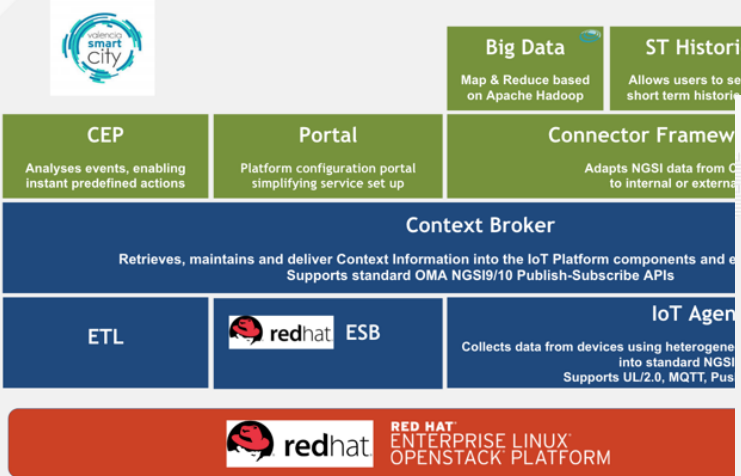 valencia
smart
city
Big Data
Map & Reduce based
on Apache Hadoop
ST Histori
Allows users to se
short term historic
CEP
Analyses events, enabling
instant predefined actions
Portal
Platform configuration portal
simplifying service set up
Connector Framew
Adapts NGSI data from C
to internal or externa
Context Broker
Retrieves, maintains and deliver Context Information into the IoT Platform components and e
Supports standard OMA NGSI9/10 Publish-Subscribe APIs
ETL
redhat. ESB
IoT Agen
Collects data from devices using heterogene
into standard NGSI
Supports UL/2.0, MQTT, Pus
redhat.
RED HAT
ENTERPRISE LINUX
OPENSTACK PLATFORM